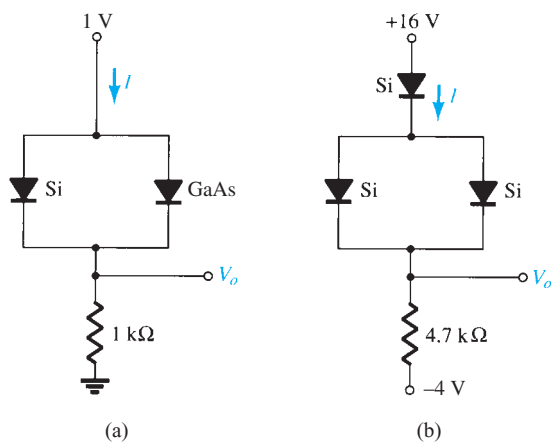 1 V
I
Si
GaAs
Vo
1 kΩ
(a)
+16 V
Si
I
Si
Si
Vo
4.7 kΩ
–4 V
(b)